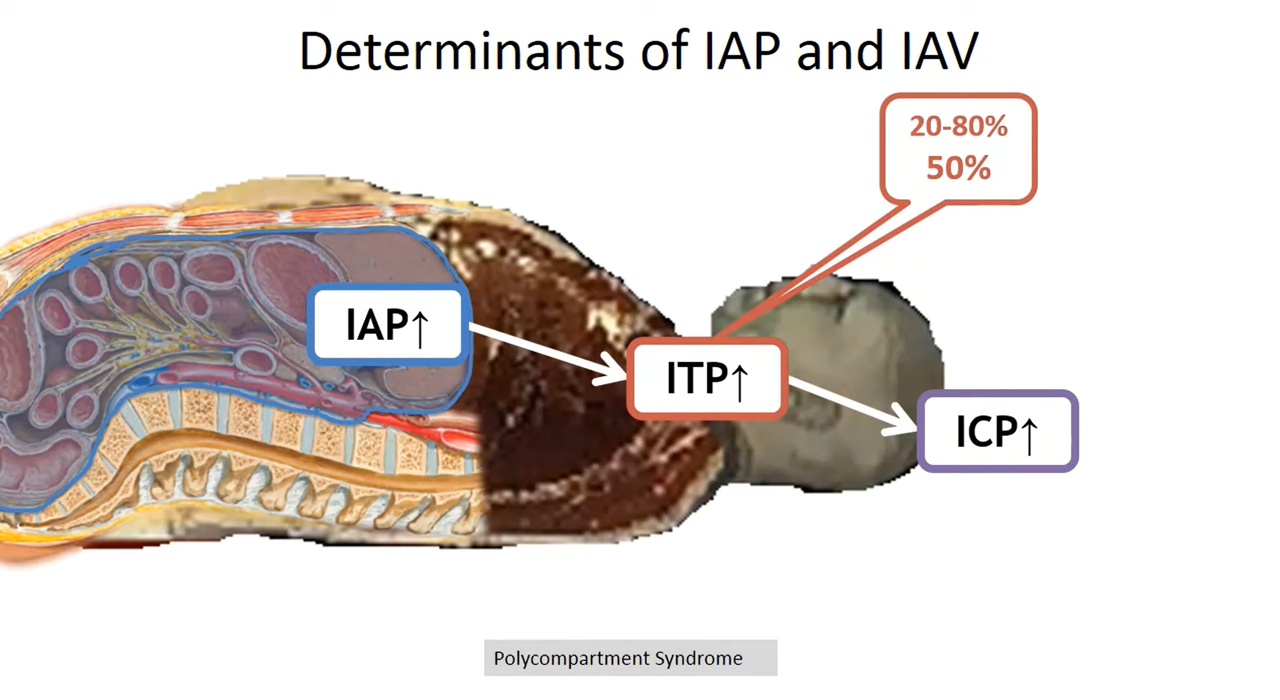 Determinants of IAP and IAV
20-80%
50%
IAP↑
ITP↑
ICP↑
Polycompartment Syndrome